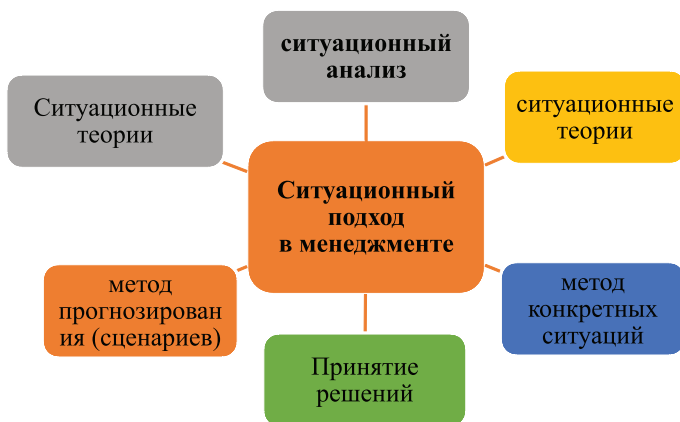 ситуационный
анализ
Ситуационные
теории
ситуационные
теории
Ситуационный
подход
в менеджменте
метод
прогнозирован
ия (сценариев)
метод
конкретных
ситуаций
Принятие
решений